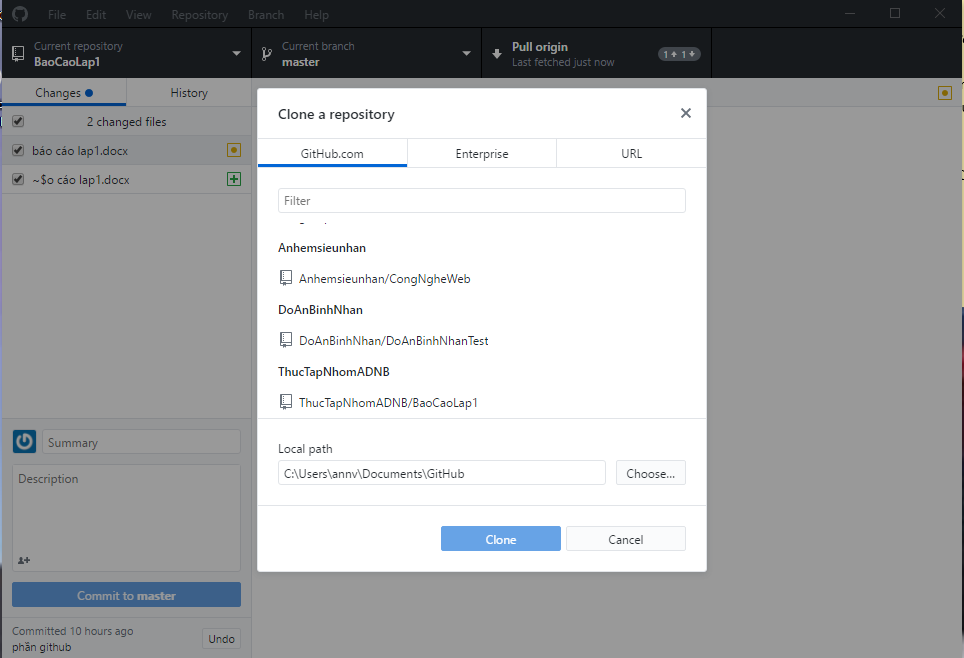 File Edit View Repository Branch Help
Current repository
BaoCaoLap1
Current branch
master
Pull origin
Last fetched just now
1 1
Changes
History
2 changed files
báo cáo lap1.docx
~$o cáo lap1.docx
Summary
Description
Commit to master
Committed 10 hours ago
phần github
Undo
Clone a repository
GitHub.com
Enterprise
URL
Filter
Anhemsieunhan
Anhemsieunhan/CongNgheWeb
DoAnBinhNhan
DoAnBinhNhan/DoAnBinhNhanTest
ThucTapNhomADNB
ThucTapNhomADNB/BaoCaoLap1
Local path
C:\Users\annv\Documents\GitHub
Choose...
Clone
Cancel